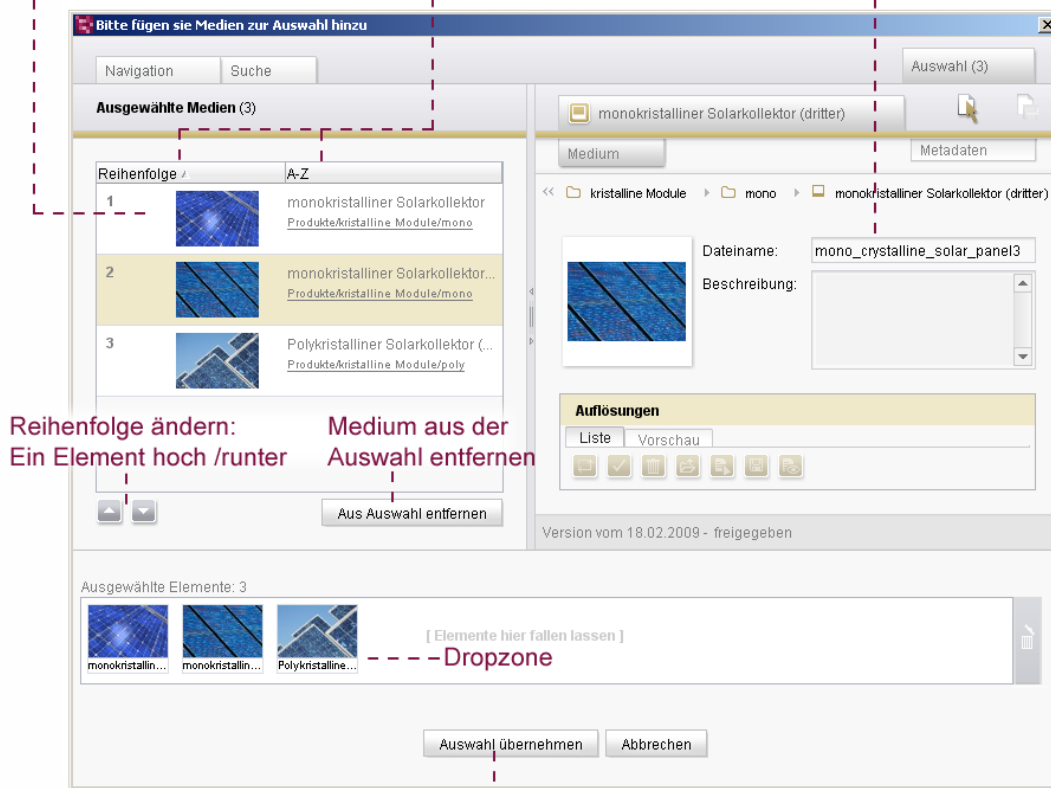 Bitte fügen sie Medien zur Auswahl hinzu
Navigation
Suche
Auswahl (3)
Ausgewählte Medien (3)
monokristalliner Solarkollektor (dritter)
Medium
Metadaten
Reihenfolge
A-Z
kristalline Module
mono
monokristalliner Solarkollektor (dritter)
1
monokristalliner Solarkollektor
Produkte/kristalline Module/mono
2
monokristalliner Solarkollektor...
Produkte/kristalline Module/mono
3
Polykristalliner Solarkollektor (...
Produkte/kristalline Module/poly
Dateiname:
mono_crystalline_solar_panel3
Beschreibung:
Reihenfolge ändern:
Ein Element hoch /runter
Medium aus der
Auswahl entfernen
Auflösungen
Liste
Vorschau
Aus Auswahl entfernen
Version vom 18.02.2009 - freigegeben
Ausgewählte Elemente: 3
monokristallin...
monokristallin...
Polykristalline...
[ Elemente hier fallen lassen ]
Dropzone
Auswahl übernehmen
Abbrechen